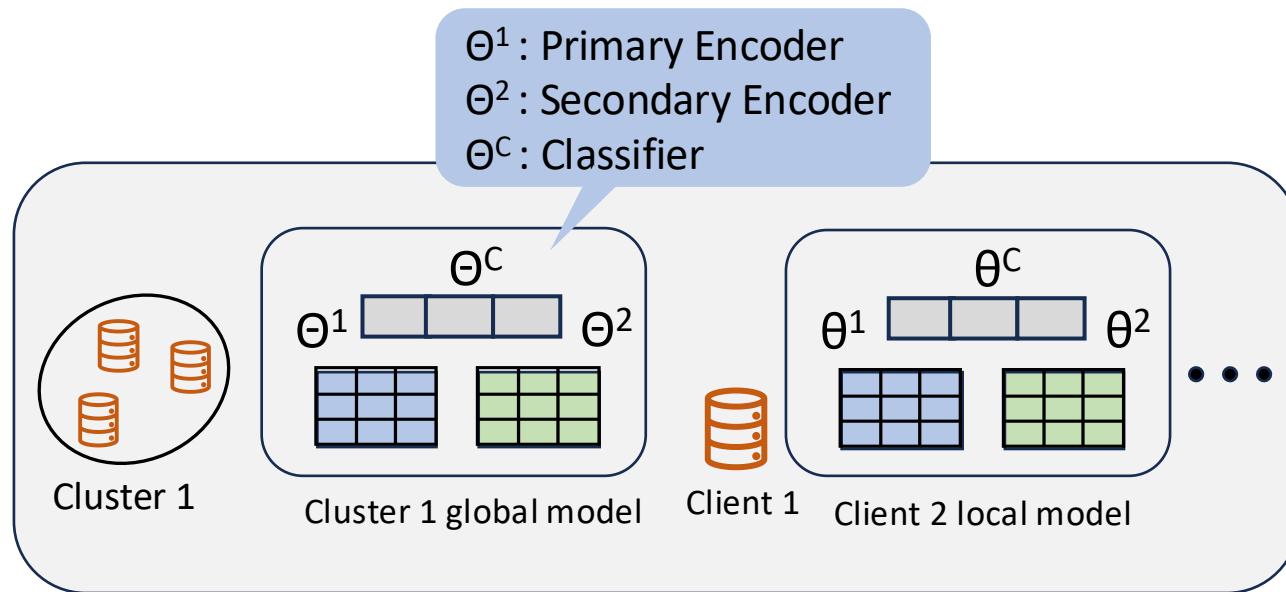 Θ¹ : Primary Encoder
Θ² : Secondary Encoder
Θᶜ : Classifier
Θᶜ
Θ¹
Θ²
Cluster 1
Cluster 1 global model
θᶜ
θ¹
θ²
Client 1
Client 2 local model